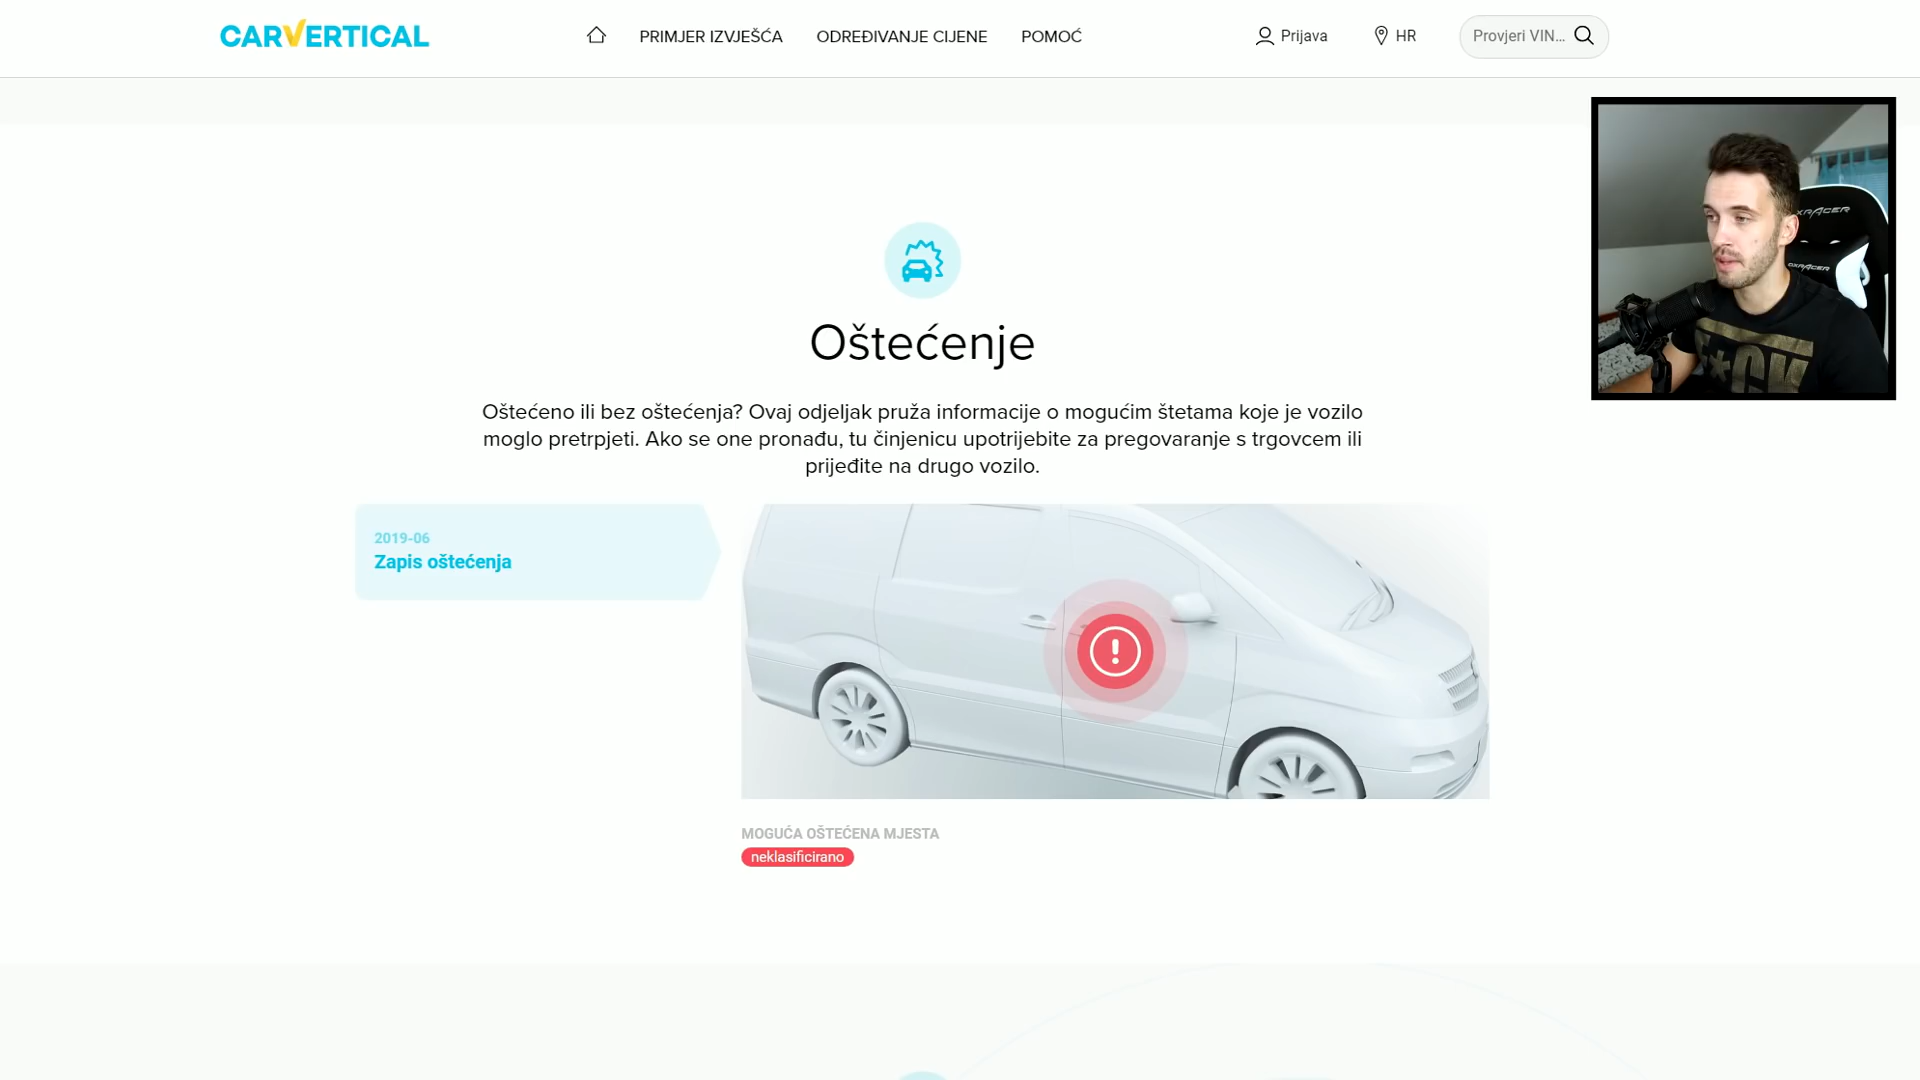 CARVERTICAL
PRIMJER IZVJEŠĆA
ODREĐIVANJE CIJENE
POMOĆ
Prijava
HR
Provjeri VIN...
Oštećenje
Oštećeno ili bez oštećenja? Ovaj odjeljak pruža informacije o mogućim štetama koje je vozilo
moglo pretrpjeti. Ako se one pronađu, tu činjenicu upotrijebite za pregovaranje s trgovcem ili
prijeđite na drugo vozilo.
2019-06
Zapis oštećenja
MOGUĆA OŠTEĆENA MJESTA
neklasificirano